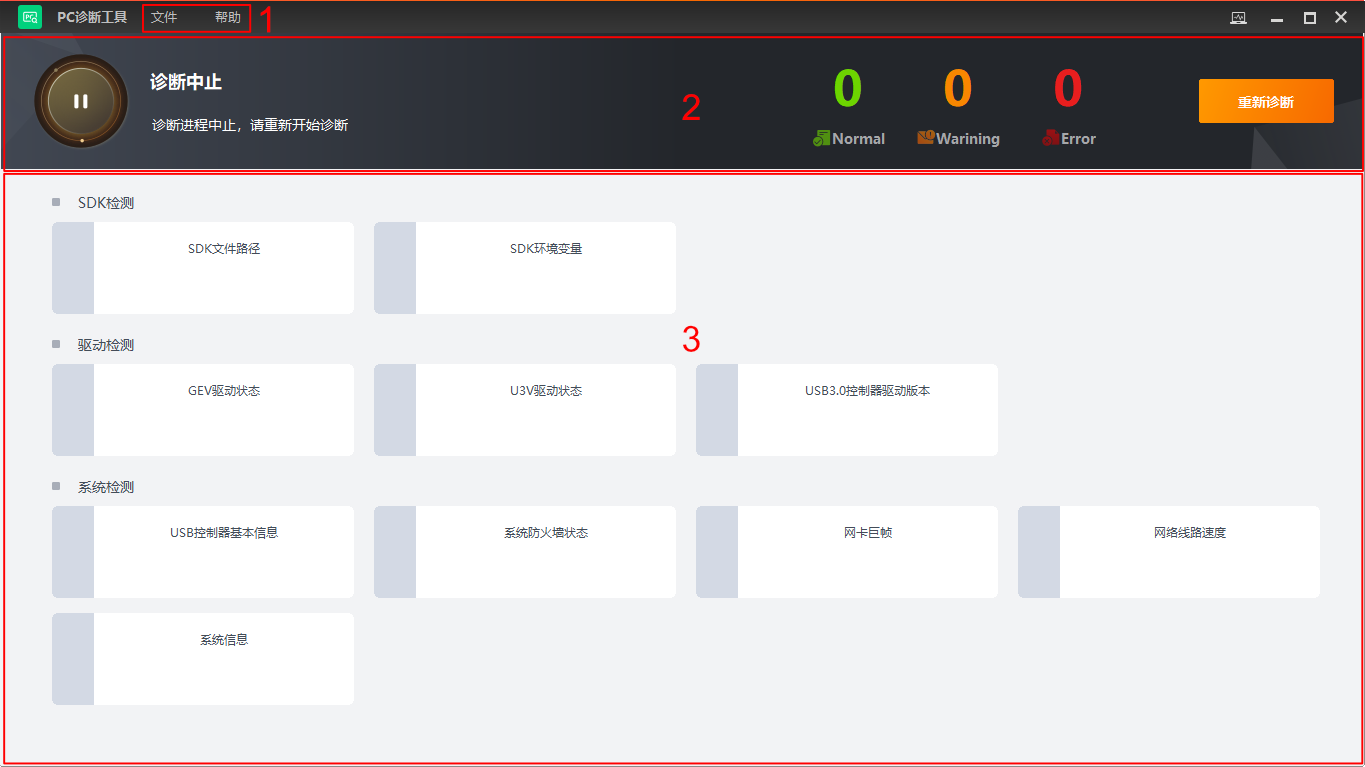 PC诊断工具 文件 帮助 1
诊断中止
诊断进程中止，请重新开始诊断
2
0 0 0
Normal Warining Error
重新诊断
SDK检测
SDK文件路径 SDK环境变量
3
驱动检测
GEV驱动状态 U3V驱动状态 USB3.0控制器驱动版本
系统检测
USB控制器基本信息 系统防火墙状态 网卡巨帧 网络线路速度
系统信息